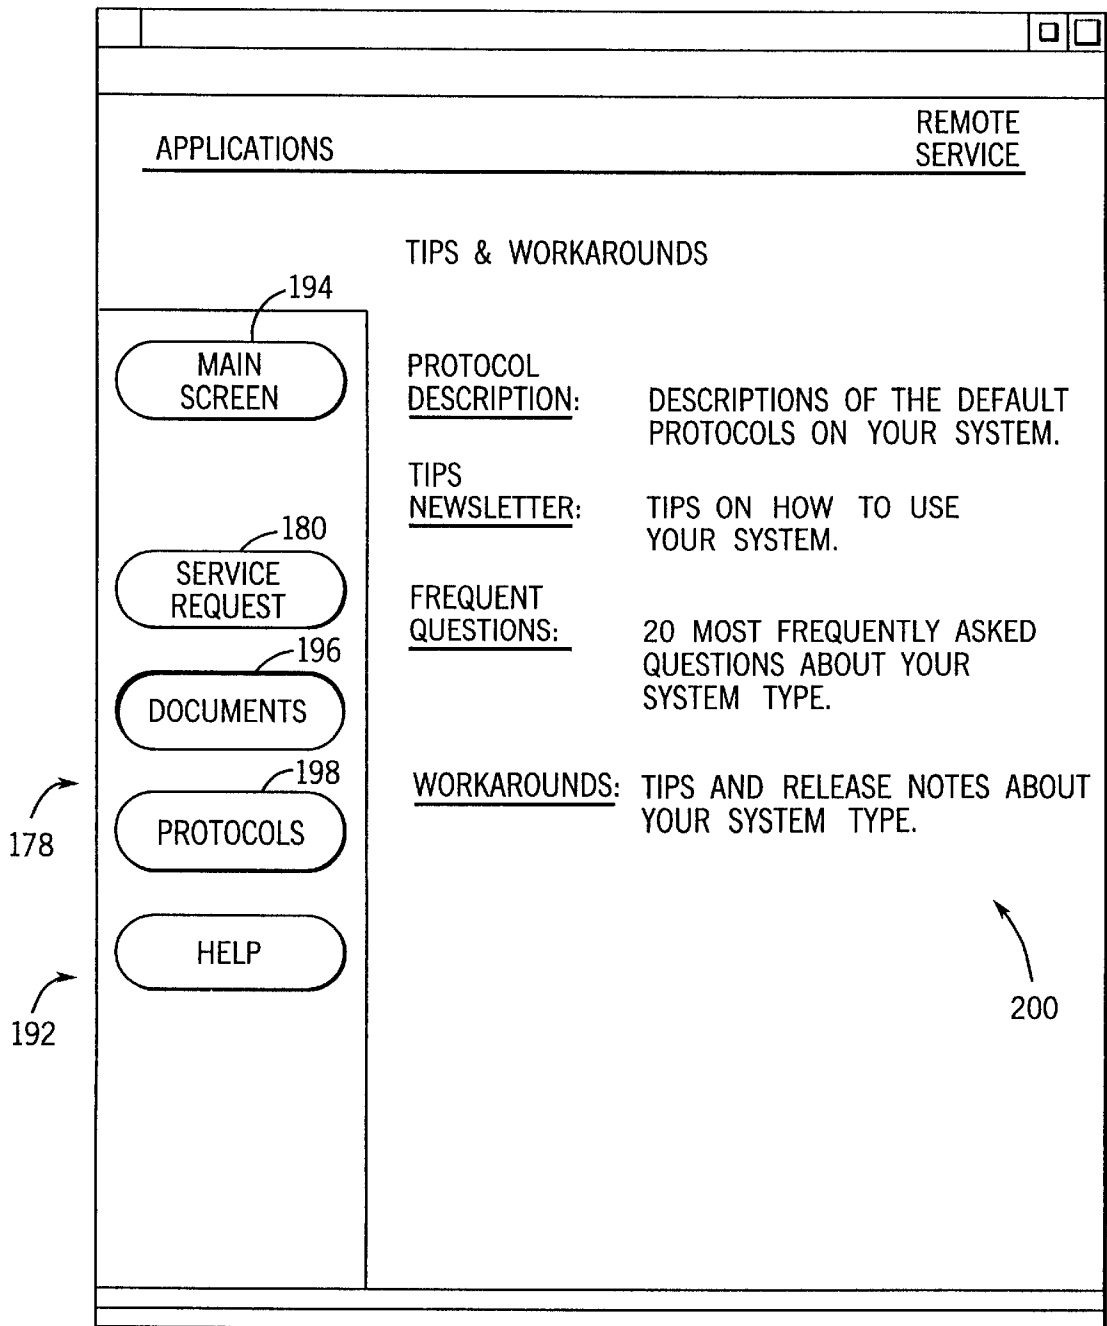 REMOTE
APPLICATIONS SERVICE
TIPS & WORKAROUNDS
194
MAIN
SCREEN
PROTOCOL
DESCRIPTION: DESCRIPTIONS OF THE DEFAULT
PROTOCOLS ON YOUR SYSTEM.
TIPS
NEWSLETTER: TIPS ON HOW TO USE
YOUR SYSTEM.
180
SERVICE
REQUEST
FREQUENT
QUESTIONS: 20 MOST FREQUENTLY ASKED
QUESTIONS ABOUT YOUR
SYSTEM TYPE.
196
DOCUMENTS
198
PROTOCOLS
WORKAROUNDS: TIPS AND RELEASE NOTES ABOUT
YOUR SYSTEM TYPE.
178
HELP
192
200